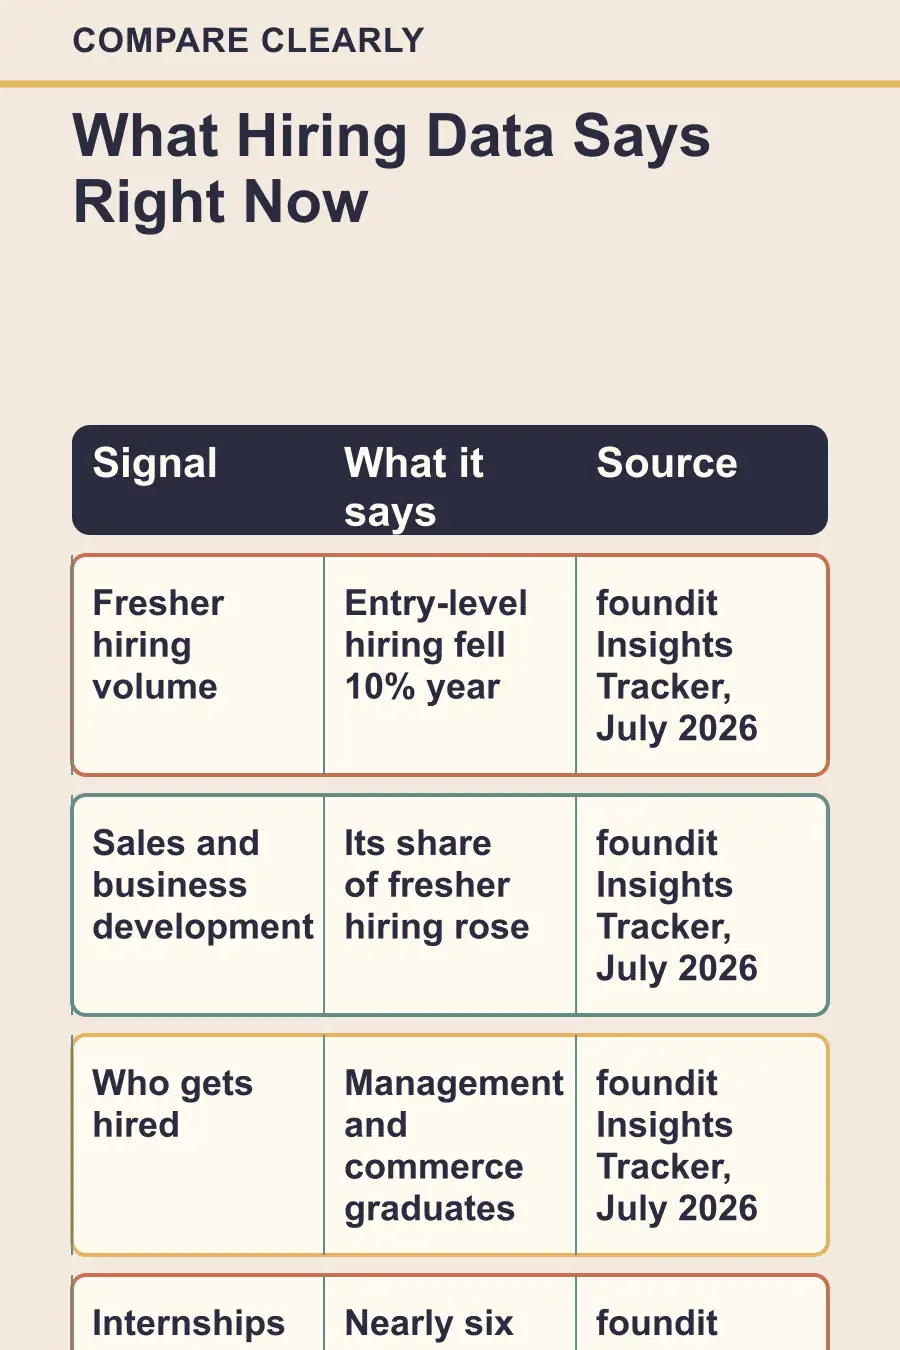 COMPARE CLEARLY
What Hiring Data Says
Right Now
Signal
What it
says
Source
Fresher
hiring
volume
Entry-level
hiring fell
10% year
foundit
Insights
Tracker,
July 2026
Sales and
business
development
Its share
of fresher
hiring rose
foundit
Insights
Tracker,
July 2026
Who gets
hired
Management
and
commerce
graduates
foundit
Insights
Tracker,
July 2026
Internships
Nearly six
foundit